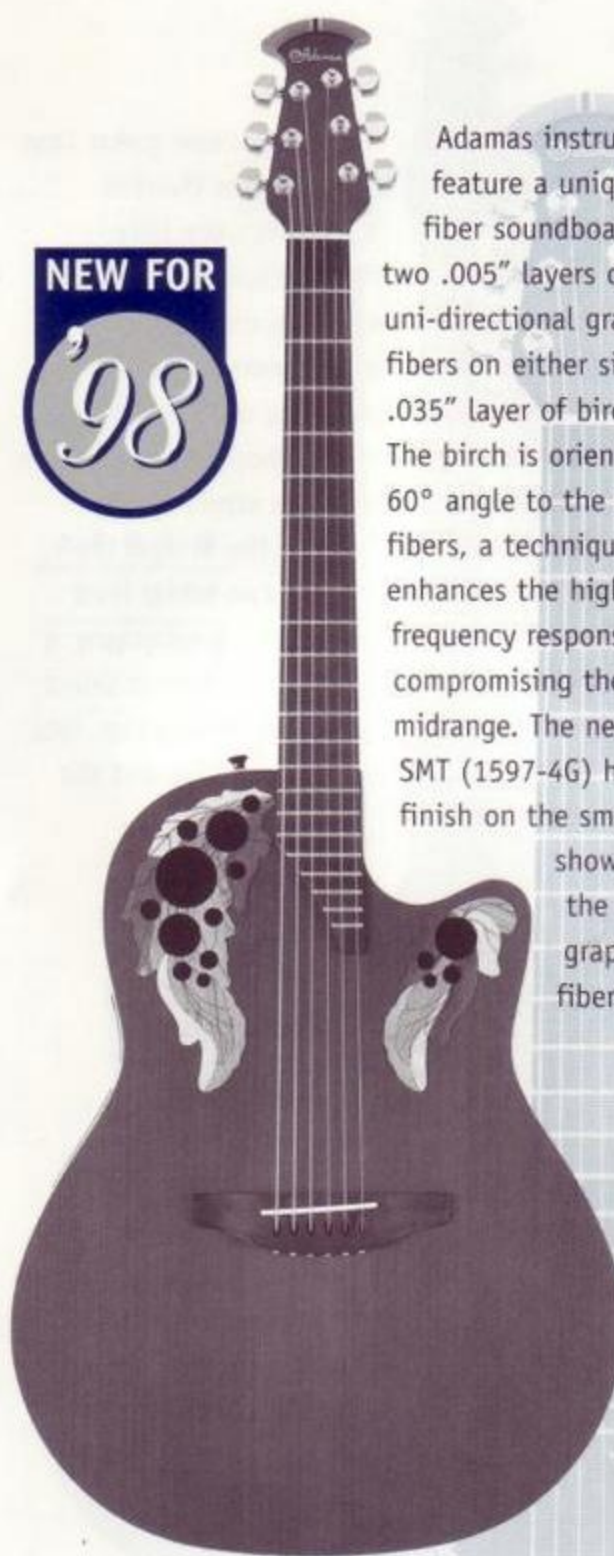 Adamas
NEW FOR
'98
Adamas instru
feature a uniq
fiber soundboa
two .005" layers o
uni-directional gra
fibers on either si
.035" layer of birc
The birch is orien
60° angle to the
fibers, a techniqu
enhances the high
frequency respons
compromising the
midrange. The ne
SMT (1597-4G) h
finish on the sm
show
the
grap
fiber